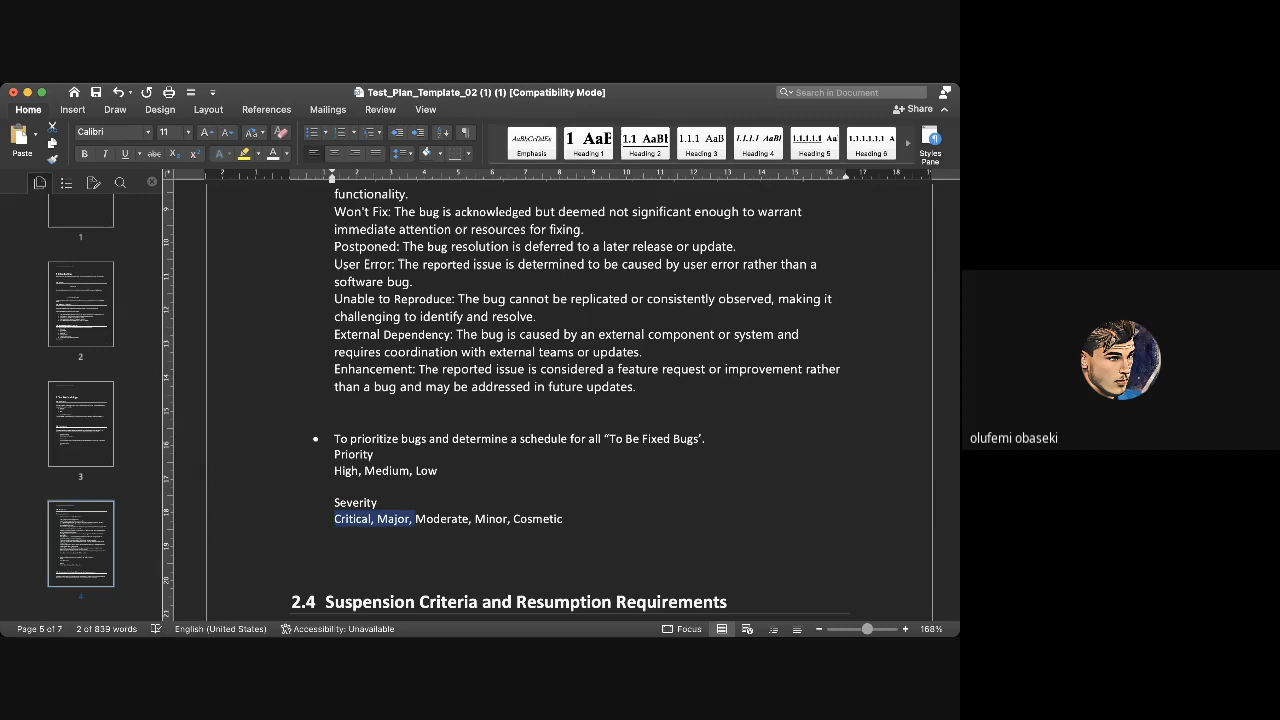 Test_Plan_Template_02 (1) (1) [Compatibility Mode]
Search in Document
Home Insert Draw Design Layout References Mailings Review View
Share
Paste
Calibri 11
Emphasis
Heading 1
Heading 2
Heading 3
Heading 4
Heading 5
Heading 6
Styles
Pane
functionality.
Won't Fix: The bug is acknowledged but deemed not significant enough to warrant
immediate attention or resources for fixing.
Postponed: The bug resolution is deferred to a later release or update.
User Error: The reported issue is determined to be caused by user error rather than a
software bug.
Unable to Reproduce: The bug cannot be replicated or consistently observed, making it
challenging to identify and resolve.
External Dependency: The bug is caused by an external component or system and
requires coordination with external teams or updates.
Enhancement: The reported issue is considered a feature request or improvement rather
than a bug and may be addressed in future updates.
• To prioritize bugs and determine a schedule for all “To Be Fixed Bugs’.
Priority
High, Medium, Low
Severity
Critical, Major, Moderate, Minor, Cosmetic
2.4 Suspension Criteria and Resumption Requirements
1
2
3
4
Page 5 of 7 2 of 839 words English (United States) Accessibility: Unavailable Focus 168%
olufemi obaseki